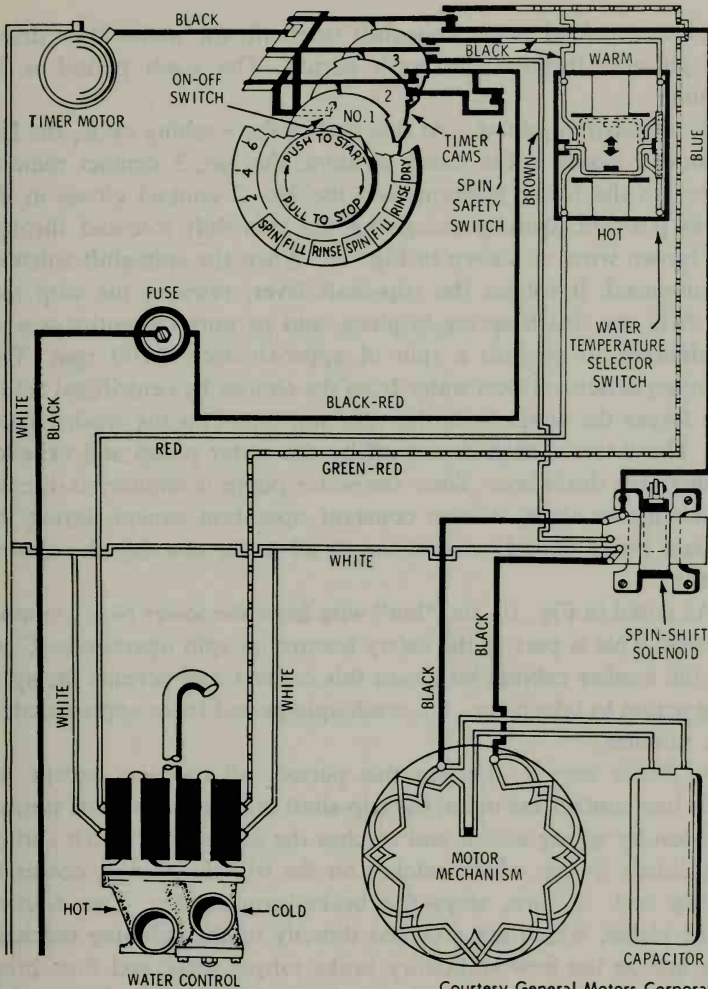 BLACK
TIMER MOTOR
ON-OFF
SWITCH
3
2
NO. 1
PUSH TO START
PULL TO STOP
6
4
2
SPIN
FILL
RINSE
SPIN
FILL
RINSE
DRY
TIMER
CAMS
SPIN
SAFETY
SWITCH
BLACK
WARM
HOT
BROWN
BLUE
WATER
TEMPERATURE
SELECTOR
SWITCH
FUSE
WHITE
BLACK
BLACK-RED
RED
GREEN-RED
WHITE
SPIN-SHIFT
SOLENOID
WHITE
WHITE
BLACK
BLACK
HOT
COLD
WATER CONTROL
MOTOR
MECHANISM
CAPACITOR
Courtesy General Motors Corporat